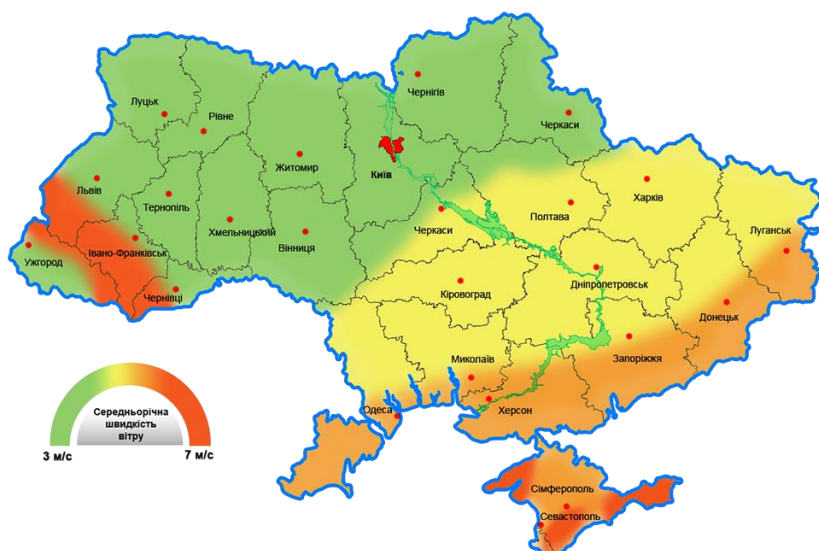 Чернігів
Луцьк
Рівне
Черкаси
Житомир
Київ
Львів
Харків
Тернопіль
Черкаси
Полтава
Хмельницький
Луганськ
Івано-Франківськ
Вінниця
Ужгород
Дніпропетровськ
Чернівці
Кіровоград
Донецьк
Миколаїв
Запоріжжя
Одеса
Херсон
Середньорічна
швидкість
вітру
3 м/с
7 м/с
Сімферополь
Севастополь